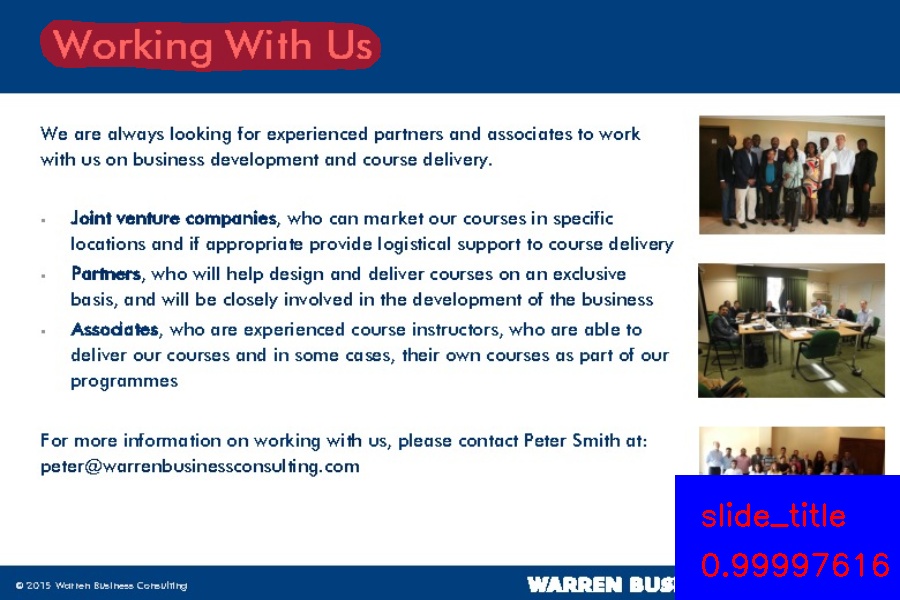 Working With Us
We are always looking for experienced partners and associates to work
with us on business development and course delivery.
Joint venture companies, who can market our courses in specific
locations and if appropriate provide logistical support to course delivery
Partners, who will help design and deliver courses on an exclusive
basis, and will be closely involved in the development of the business
Associates, who are experienced course instructors, who are able to
deliver our courses and in some cases, their own courses as part of our
programmes
For more information on working with us, please contact Peter Smith at:
peter@warrenbusinessconsulting.com
slide_title
0.99997616
© 2015 Warren Business Consulting
WARREN